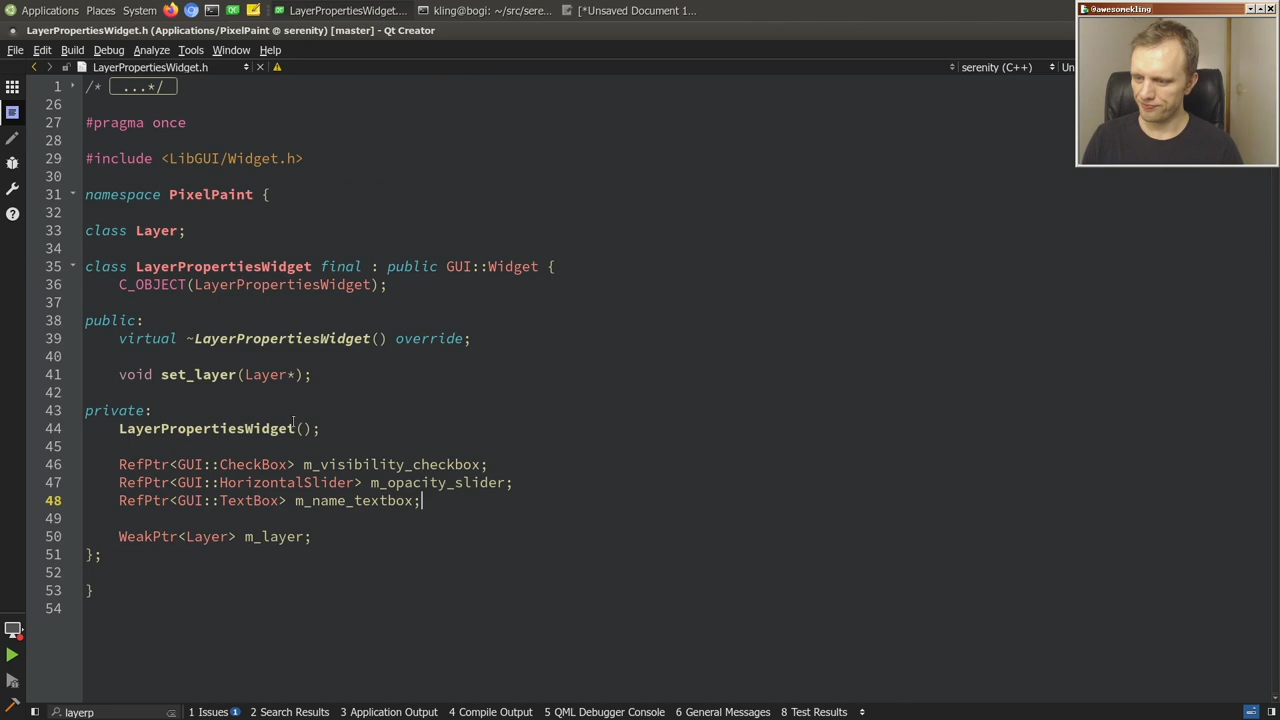 Applications Places System LayerPropertiesWidget.... kling@bogi: ~/src/sere... [*Unsaved Document 1...
@awesomekling
LayerPropertiesWidget.h (Applications/PixelPaint @ serenity) [master] - Qt Creator
File Edit Build Debug Analyze Tools Window Help
LayerPropertiesWidget.h serenity (C++) Un
1 /* ...*/
26
27 #pragma once
28
29 #include <LibGUI/Widget.h>
30
31 namespace PixelPaint {
32
33 class Layer;
34
35 class LayerPropertiesWidget final : public GUI::Widget {
36 C_OBJECT(LayerPropertiesWidget);
37
38 public:
39 virtual ~LayerPropertiesWidget() override;
40
41 void set_layer(Layer*);
42
43 private:
44 LayerPropertiesWidget();
45
46 RefPtr<GUI::CheckBox> m_visibility_checkbox;
47 RefPtr<GUI::HorizontalSlider> m_opacity_slider;
48 RefPtr<GUI::TextBox> m_name_textbox;
49
50 WeakPtr<Layer> m_layer;
51 };
52
53 }
54
layerp 1 Issues 1 2 Search Results 3 Application Output 4 Compile Output 5 QML Debugger Console 6 General Messages 8 Test Results